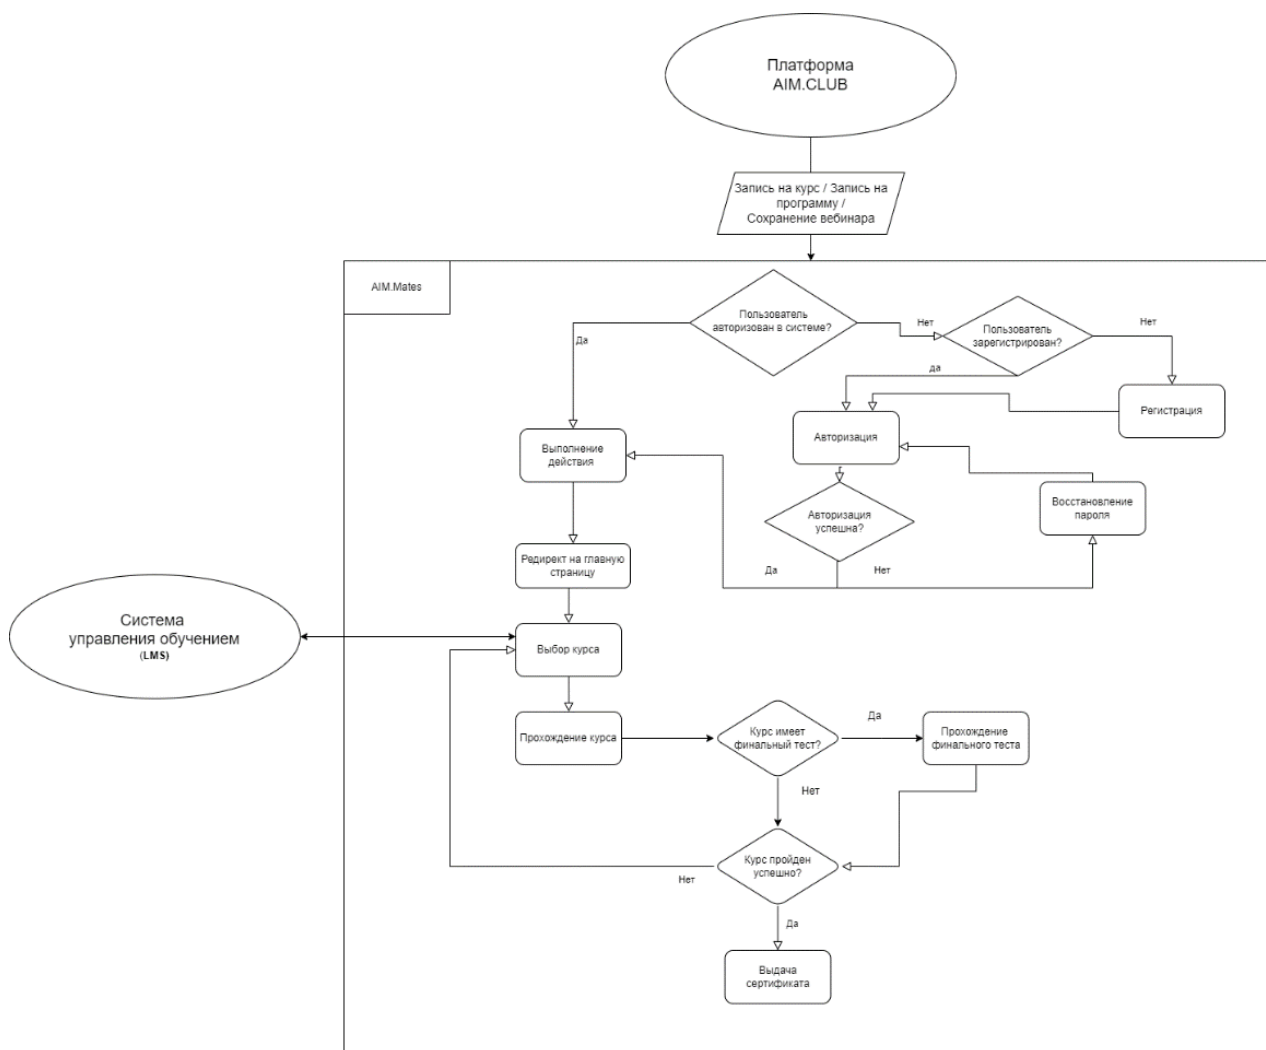 Платформа
AIM.CLUB
Запись на курс / Запись на
программу /
Сохранение вебинара
AIM.Mates
Пользователь
авторизован в системе?
Нет
Пользователь
зарегистрирован?
Нет
Да
да
Регистрация
Авторизация
Выполнение
действия
Восстановление
пароля
Авторизация
успешна?
Редирект на главную
страницу
Да
Нет
Система
управления обучением
(LMS)
Выбор курса
Прохождение курса
Курс имеет
финальный тест?
Да
Прохождение
финального теста
Нет
Курс пройден
успешно?
Нет
Да
Выдача
сертификата